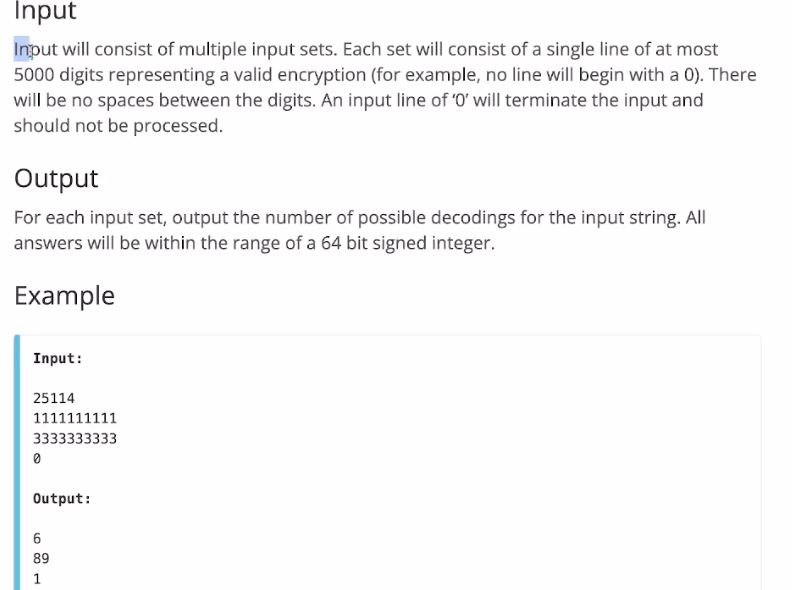 Input
Input will consist of multiple input sets. Each set will consist of a single line of at most
5000 digits representing a valid encryption (for example, no line will begin with a 0). There
will be no spaces between the digits. An input line of ‘0’ will terminate the input and
should not be processed.
Output
For each input set, output the number of possible decodings for the input string. All
answers will be within the range of a 64 bit signed integer.
Example
Input:
25114
1111111111
3333333333
0
Output:
6
89
1